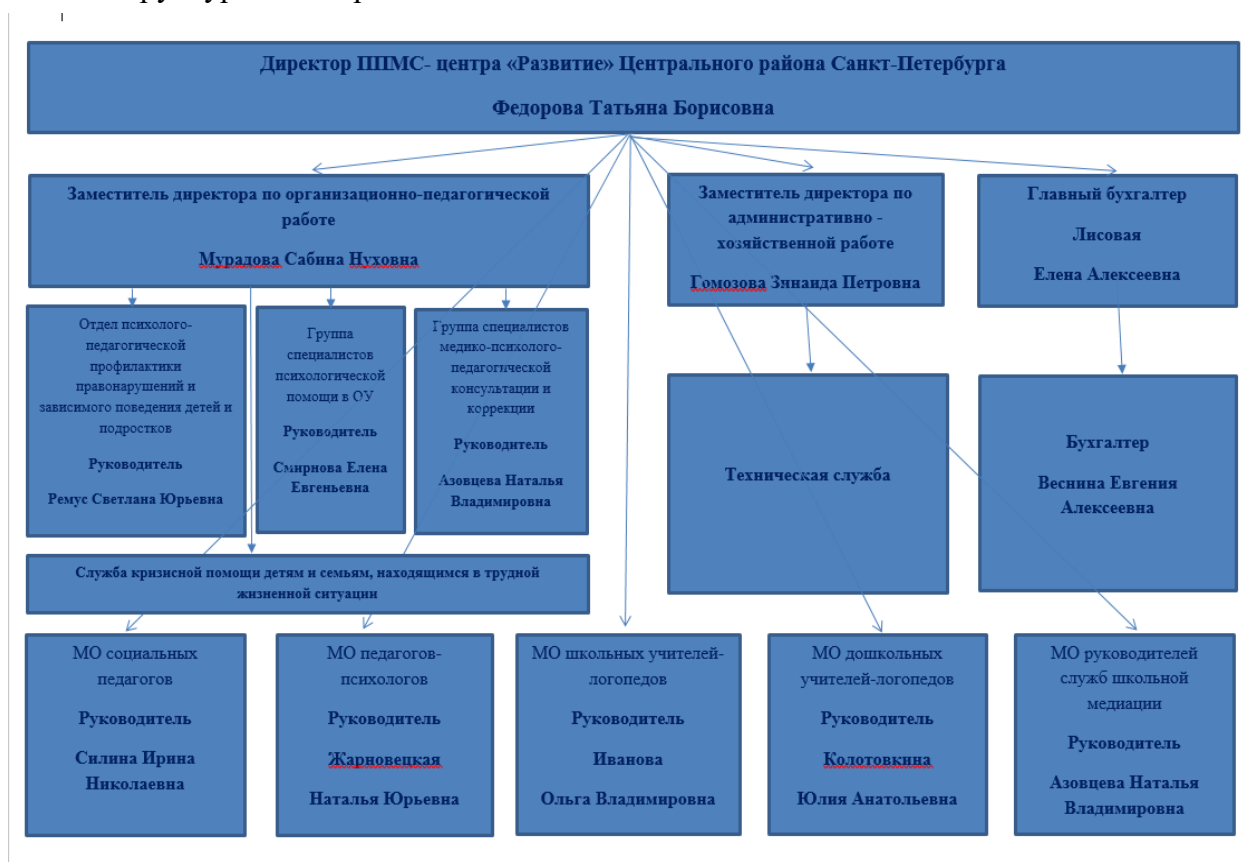 Директор ППМС- центра «Развитие» Центрального района Санкт-Петербурга
Федорова Татьяна Борисовна
Заместитель директора по организационно-педагогической
работе
Мурадова Сабина Нуховна
Заместитель директора по
административно -
хозяйственной работе
Гомозова Зинаида Петровна
Главный бухгалтер
Лисовая
Елена Алексеевна
Отдел психолого-
педагогической
профилактики
правонарушений и
зависимого поведения детей и
подростков
Руководитель
Ремус Светлана Юрьевна
Группа
специалистов
психологической
помощи в ОУ
Руководитель
Смирнова Елена
Евгеньевна
Группа специалистов
медико-психолого-
педагогической
консультации и
коррекции
Руководитель
Азовцева Наталья
Владимировна
Техническая служба
Бухгалтер
Веснина Евгения
Алексеевна
Служба кризисной помощи детям и семьям, находящимся в трудной
жизненной ситуации
МО социальных
педагогов
Руководитель
Силина Ирина
Николаевна
МО педагогов-
психологов
Руководитель
Жарновецкая
Наталья Юрьевна
МО школьных учителей-
логопедов
Руководитель
Иванова
Ольга Владимировна
МО дошкольных
учителей-логопедов
Руководитель
Колотовкина
Юлия Анатольевна
МО руководителей
служб школьной
медиации
Руководитель
Азовцева Наталья
Владимировна